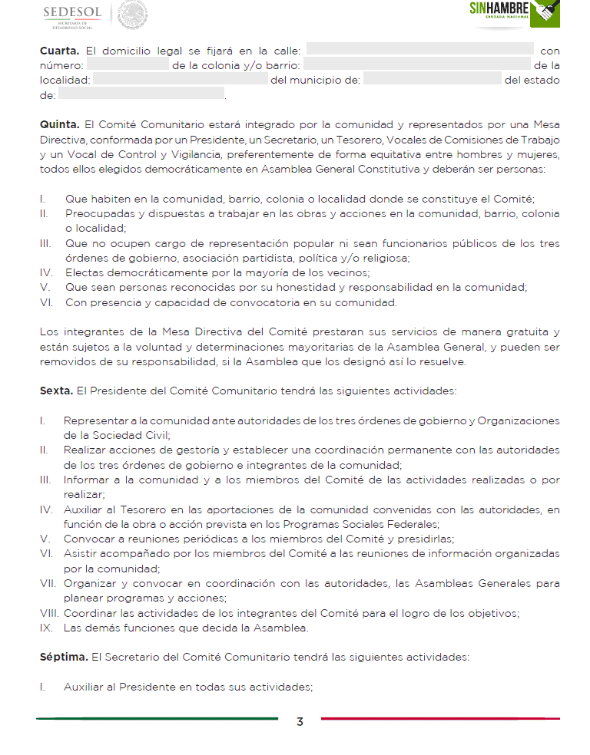 SEDESOL
SECRETARÍA DE
DESARROLLO SOCIAL
SINHAMBRE
CRUZADA NACIONAL
Cuarta. El domicilio legal se fijará en la calle: con
número: de la colonia y/o barrio: de la
localidad: del municipio de: del estado
de: .
Quinta. El Comité Comunitario estará integrado por la comunidad y representados por una Mesa
Directiva, conformada por un Presidente, un Secretario, un Tesorero, Vocales de Comisiones de Trabajo
y un Vocal de Control y Vigilancia, preferentemente de forma equitativa entre hombres y mujeres,
todos ellos elegidos democráticamente en Asamblea General Constitutiva y deberán ser personas:
I. Que habiten en la comunidad, barrio, colonia o localidad donde se constituye el Comité;
II. Preocupadas y dispuestas a trabajar en las obras y acciones en la comunidad, barrio, colonia
o localidad;
III. Que no ocupen cargo de representación popular ni sean funcionarios públicos de los tres
órdenes de gobierno, asociación partidista, política y/o religiosa;
IV. Electas democráticamente por la mayoría de los vecinos;
V. Que sean personas reconocidas por su honestidad y responsabilidad en la comunidad;
VI. Con presencia y capacidad de convocatoria en su comunidad.
Los integrantes de la Mesa Directiva del Comité prestaran sus servicios de manera gratuita y
están sujetos a la voluntad y determinaciones mayoritarias de la Asamblea General, y pueden ser
removidos de su responsabilidad, si la Asamblea que los designó así lo resuelve.
Sexta. El Presidente del Comité Comunitario tendrá las siguientes actividades:
I. Representar a la comunidad ante autoridades de los tres órdenes de gobierno y Organizaciones
de la Sociedad Civil;
II. Realizar acciones de gestoría y establecer una coordinación permanente con las autoridades
de los tres órdenes de gobierno e integrantes de la comunidad;
III. Informar a la comunidad y a los miembros del Comité de las actividades realizadas o por
realizar;
IV. Auxiliar al Tesorero en las aportaciones de la comunidad convenidas con las autoridades, en
función de la obra o acción prevista en los Programas Sociales Federales;
V. Convocar a reuniones periódicas a los miembros del Comité y presidirlas;
VI. Asistir acompañado por los miembros del Comité a las reuniones de información organizadas
por la comunidad;
VII. Organizar y convocar en coordinación con las autoridades, las Asambleas Generales para
planear programas y acciones;
VIII. Coordinar las actividades de los integrantes del Comité para el logro de los objetivos;
IX. Las demás funciones que decida la Asamblea.
Séptima. El Secretario del Comité Comunitario tendrá las siguientes actividades:
I. Auxiliar al Presidente en todas sus actividades;
3